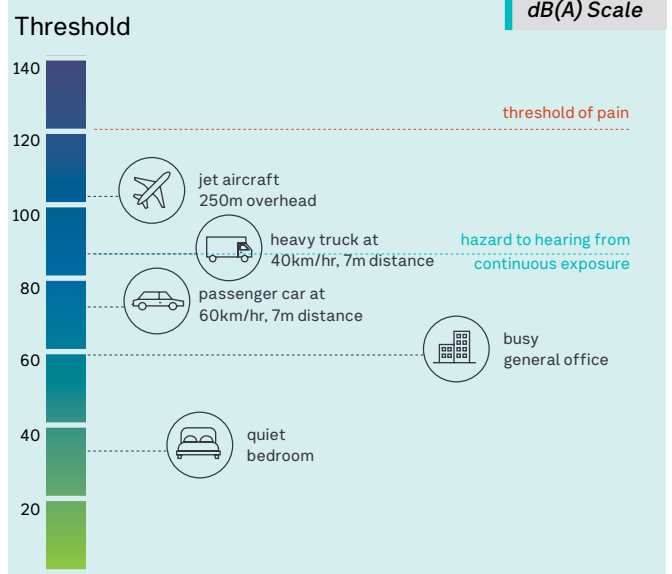 dB(A) Scale
Threshold
140
threshold of pain
120
jet aircraft
250m overhead
100
heavy truck at
40km/hr, 7m distance
hazard to hearing from
continuous exposure
80
passenger car at
60km/hr, 7m distance
busy
general office
60
40
quiet
bedroom
20